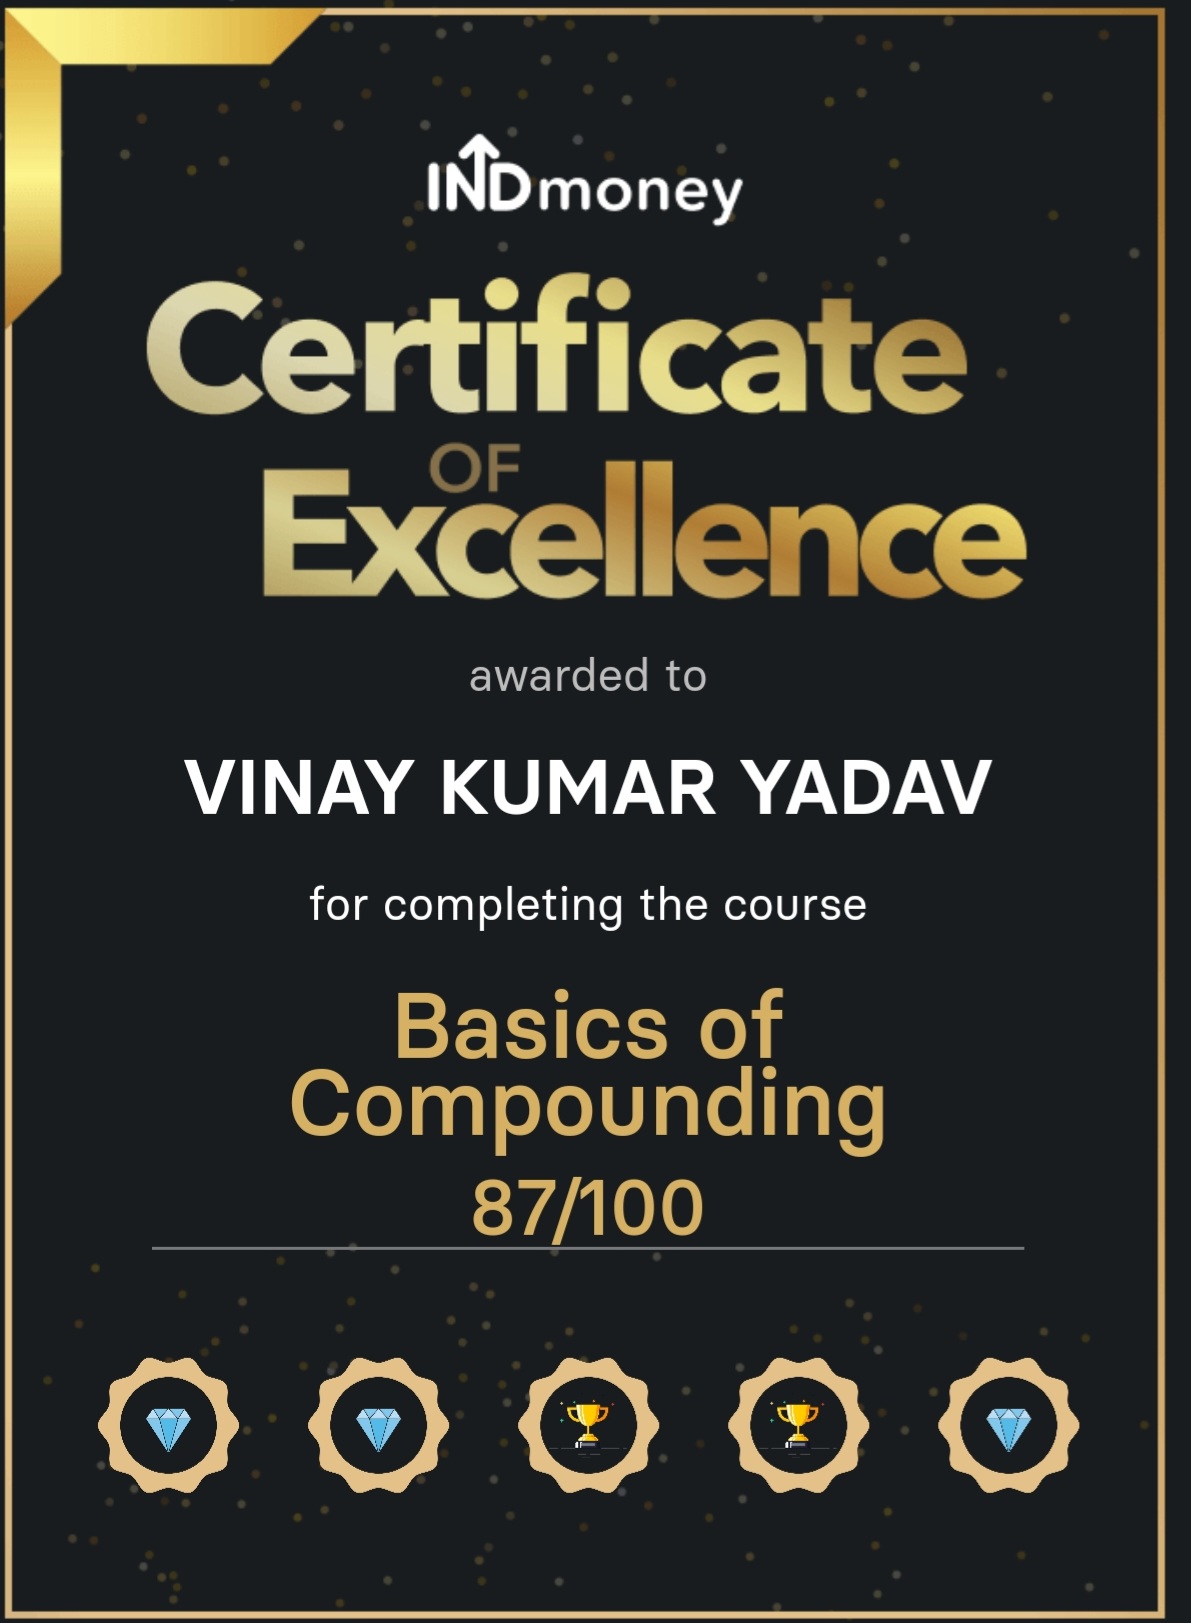 INDmoney
Certificate
OF
Excellence
awarded to
VINAY KUMAR YADAV
for completing the course
Basics of
Compounding
87/100